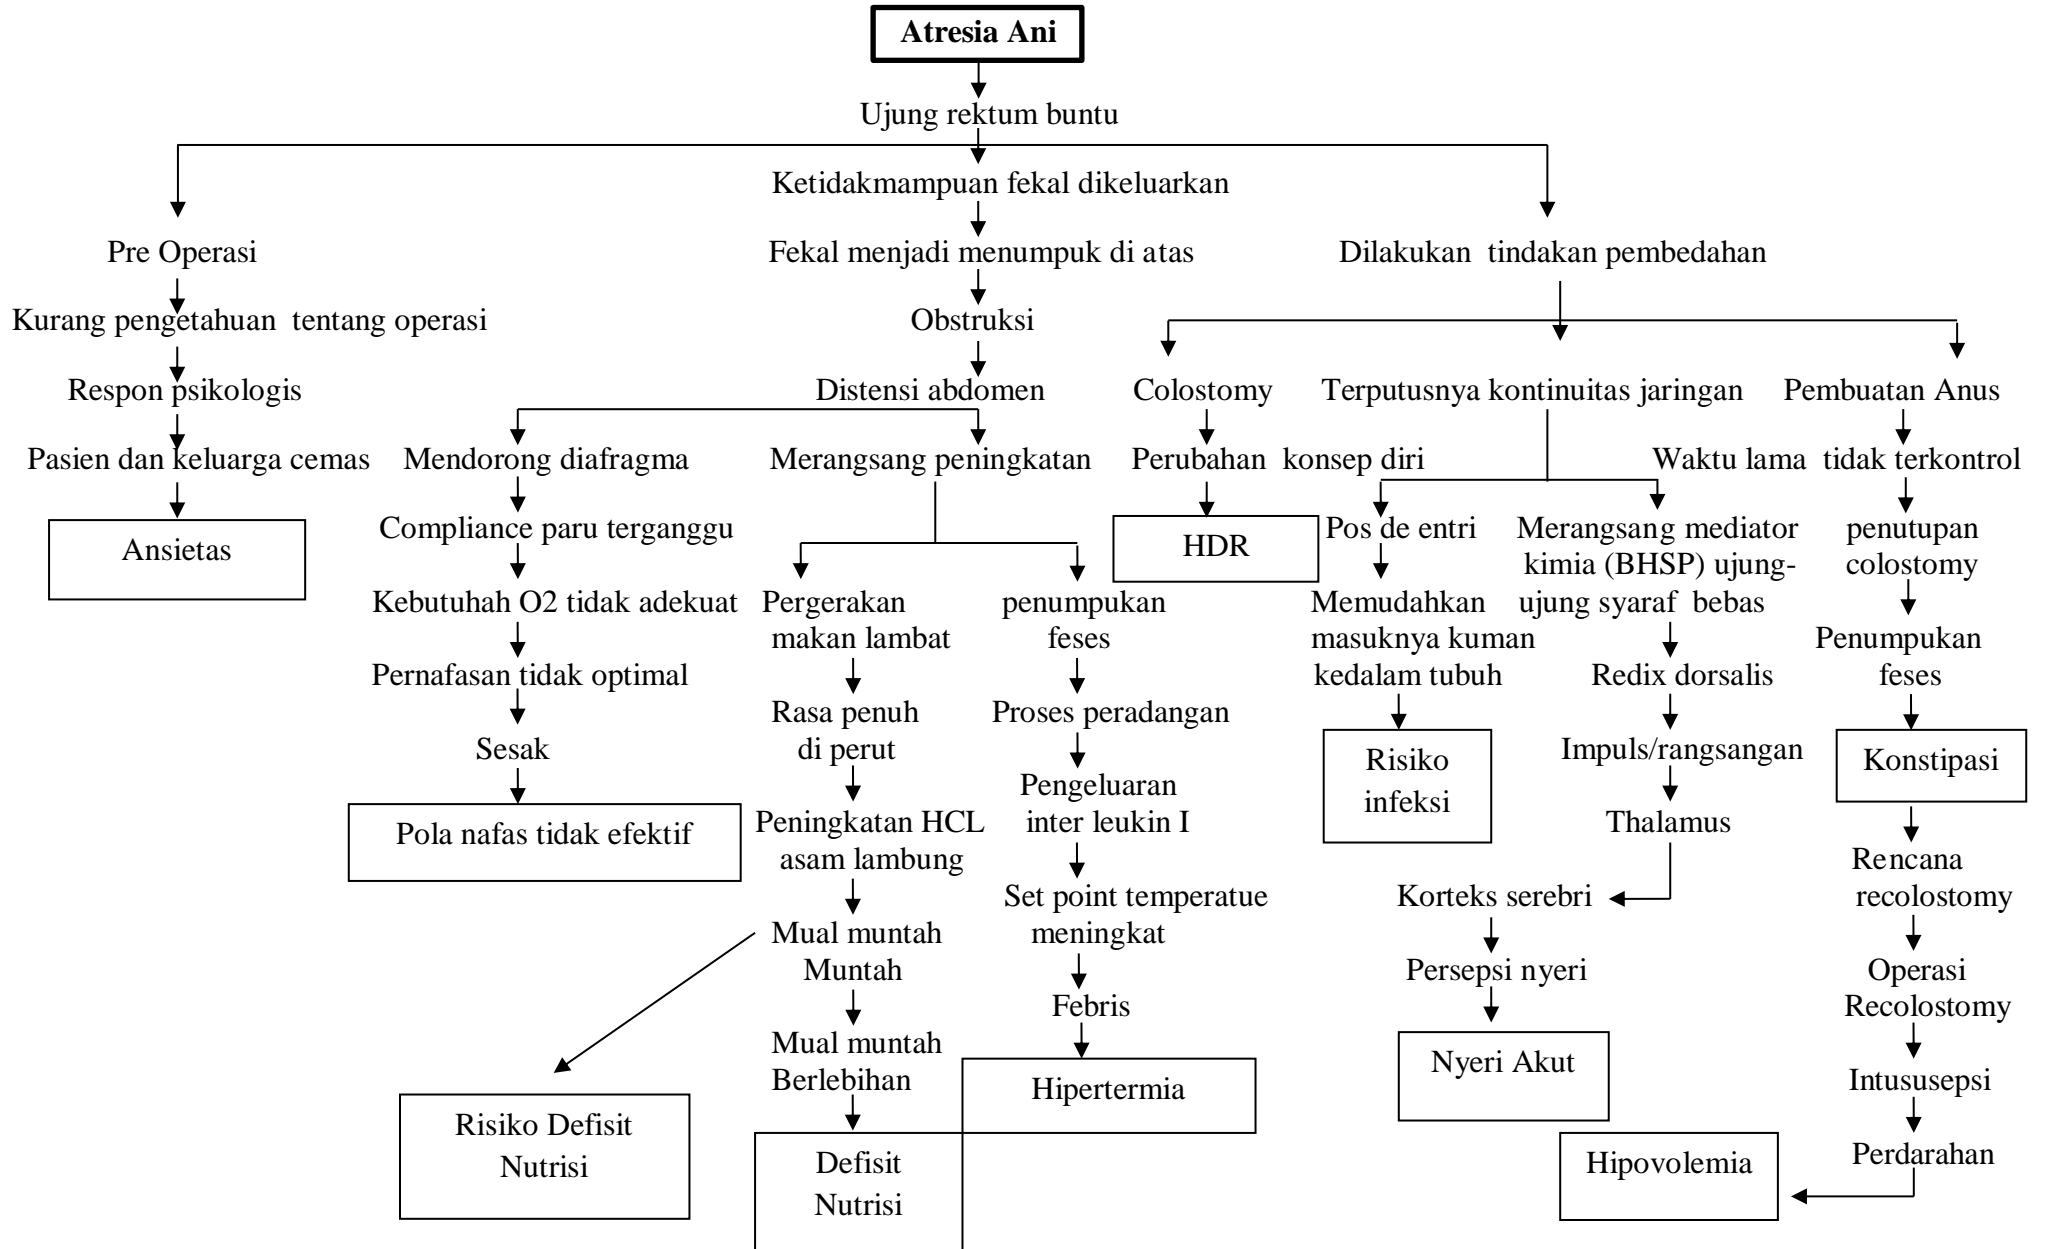 Atresia Ani
Ujung rektum buntu
Ketidakmampuan fekal dikeluarkan
Pre Operasi
Fekal menjadi menumpuk di atas
Dilakukan tindakan pembedahan
Kurang pengetahuan tentang operasi
Obstruksi
Respon psikologis
Distensi abdomen
Colostomy
Terputusnya kontinuitas jaringan
Pembuatan Anus
Pasien dan keluarga cemas
Mendorong diafragma
Merangsang peningkatan
Perubahan konsep diri
Waktu lama tidak terkontrol
Ansietas
Compliance paru terganggu
HDR
Pos de entri
Merangsang mediator
kimia (BHSP) ujung-
ujung syaraf bebas
penutupan
colostomy
Kebutuhah O2 tidak adekuat
Pergerakan
makan lambat
penumpukan
feses
Memudahkan
masuknya kuman
kedalam tubuh
Penumpukan
feses
Pernafasan tidak optimal
Redix dorsalis
Rasa penuh
di perut
Proses peradangan
Sesak
Risiko
infeksi
Impuls/rangsangan
Konstipasi
Pengeluaran
inter leukin I
Pola nafas tidak efektif
Peningkatan HCL
asam lambung
Thalamus
Rencana
recolostomy
Set point temperatue
meningkat
Korteks serebri
Mual muntah
Muntah
Persepsi nyeri
Operasi
Recolostomy
Febris
Mual muntah
Berlebihan
Hipertermia
Nyeri Akut
Intususepsi
Risiko Defisit
Nutrisi
Defisit
Nutrisi
Hipovolemia
Perdarahan